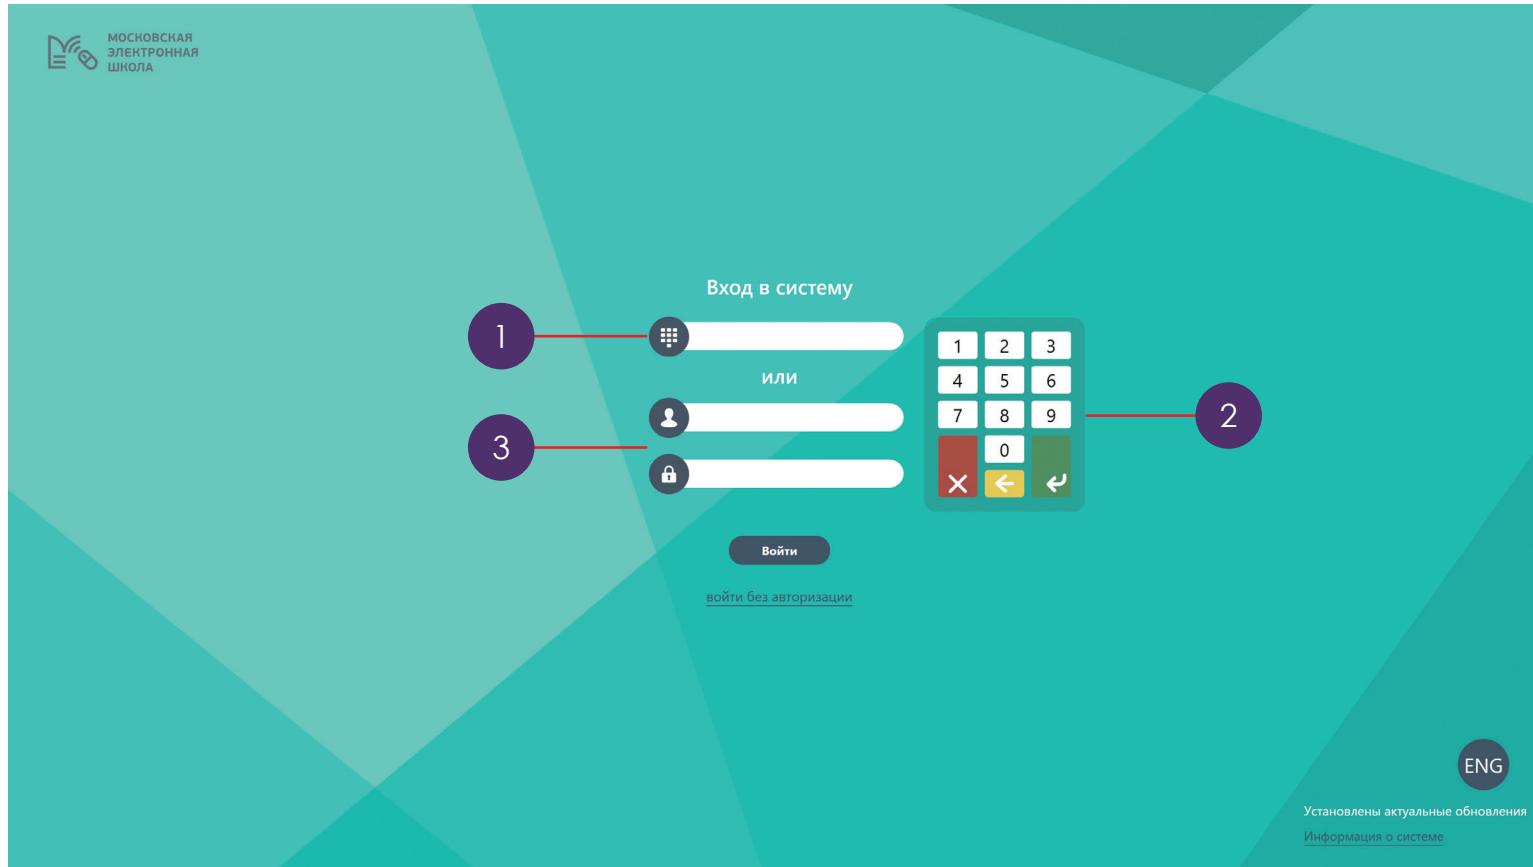 МОСКОВСКАЯ
ЭЛЕКТРОННАЯ
ШКОЛА
Вход в систему
1
или
3
1 2 3
4 5 6
7 8 9
0
2
Войти
войти без авторизации
ENG
Установлены актуальные обновления
Информация о системе